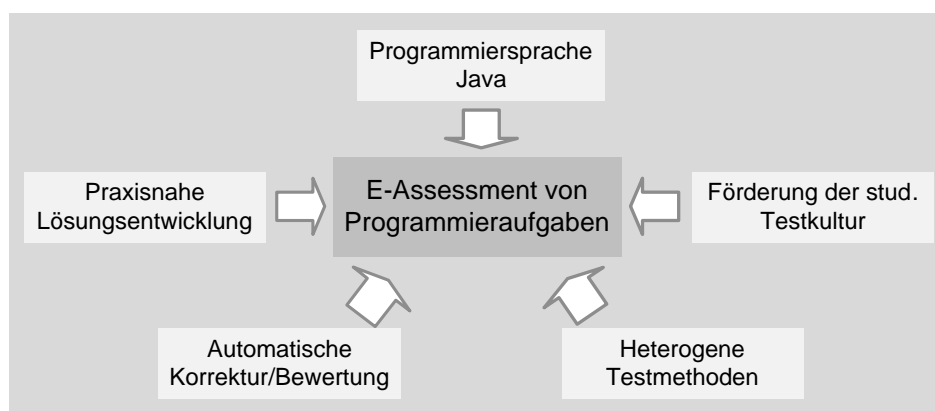 Programmiersprache
Java
E-Assessment von
Programmieraufgaben
Praxisnahe
Lösungsentwicklung
Förderung der stud.
Testkultur
Automatische
Korrektur/Bewertung
Heterogene
Testmethoden